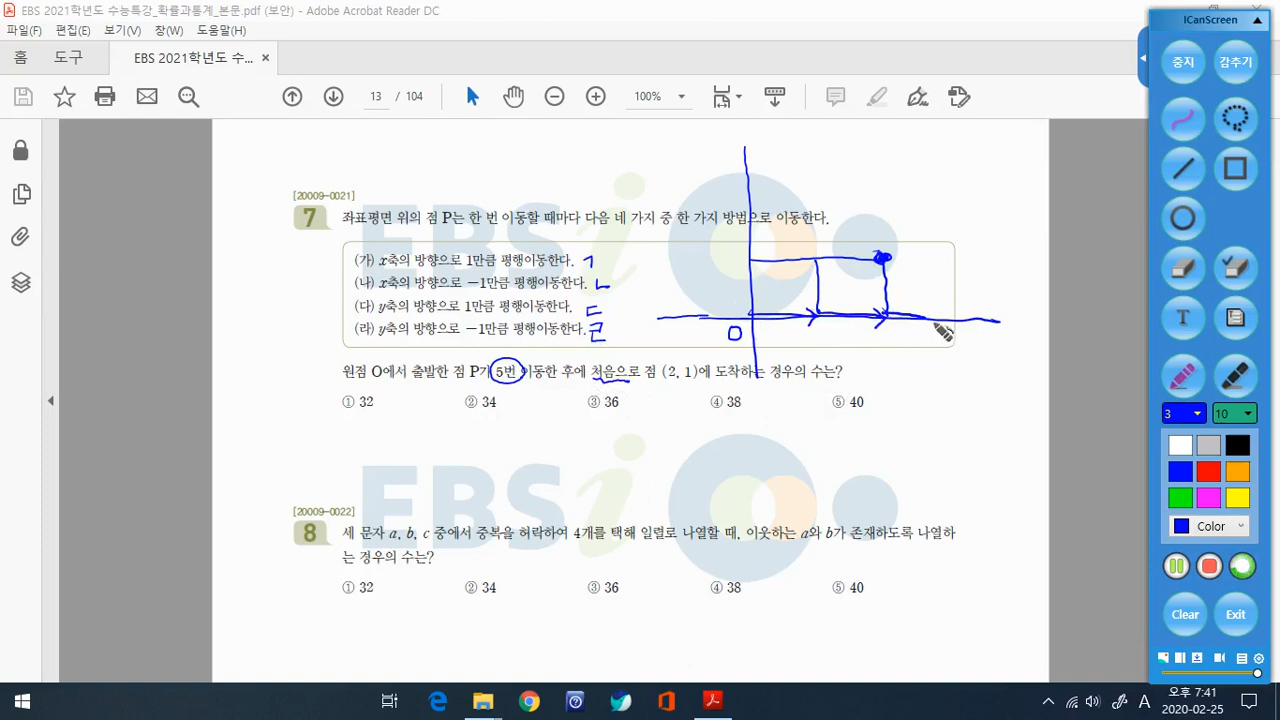 EBS 2021학년도 수능특강_확률과통계_본문.pdf (보안) - Adobe Acrobat Reader DC
파일(F) 편집(E) 보기(V) 창(W) 도움말(H)
홈 도구 EBS 2021학년도 수... ×
13 / 104 100%
[20009-0021]
7 좌표평면 위의 점 P는 한 번 이동할 때마다 다음 네 가지 중 한 가지 방법으로 이동한다.
(가) x축의 방향으로 1만큼 평행이동한다. ㄱ
(나) x축의 방향으로 −1만큼 평행이동한다. ㄴ
(다) y축의 방향으로 1만큼 평행이동한다. ㄷ
(라) y축의 방향으로 −1만큼 평행이동한다. ㄹ
O
원점 O에서 출발한 점 P가 5번 이동한 후에 처음으로 점 (2, 1)에 도착하는 경우의 수는?
① 32 ② 34 ③ 36 ④ 38 ⑤ 40
EBSi
[20009-0022]
8 세 문자 a, b, c 중에서 중복을 허락하여 4개를 택해 일렬로 나열할 때, 이웃하는 a와 b가 존재하도록 나열하
는 경우의 수는?
① 32 ② 34 ③ 36 ④ 38 ⑤ 40
EBSi
ICanScreen
중지 감추기
T
3 10
Color
Clear Exit
A 오후 7:41
2020-02-25